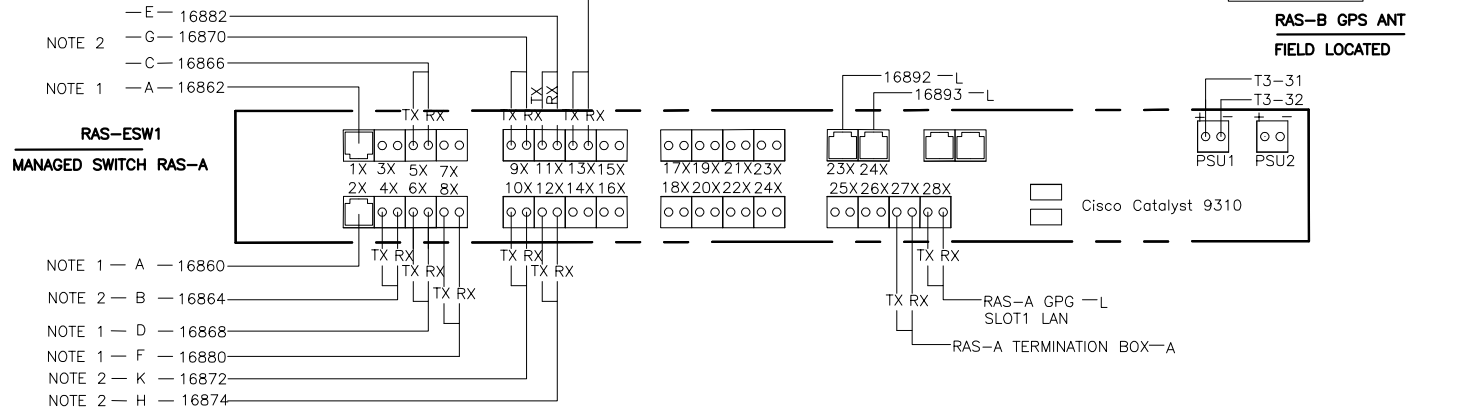 — E — 16882
RAS-B GPS ANT
NOTE 2 — G — 16870
FIELD LOCATED
— C — 16866
16892 — L
T3-31
NOTE 1 — A — 16862
16893 — L
T3-32
TX RX TX RX TX RX TX RX
RAS-ESW1
+ − + −
MANAGED SWITCH RAS-A
1X 3X 5X 7X 9X 11X 13X 15X 17X 19X 21X 23X 23X 24X PSU1 PSU2
2X 4X 6X 8X 10X 12X 14X 16X 18X 20X 22X 24X 25X 26X 27X 28X
Cisco Catalyst 9310
TX RX TX RX TX RX
NOTE 1 — A — 16860
TX RX TX RX
TX RX TX RX
NOTE 2 — B — 16864
RAS-A GPG — L
SLOT1 LAN
NOTE 1 — D — 16868
RAS-A TERMINATION BOX — A
NOTE 1 — F — 16880
NOTE 2 — K — 16872
NOTE 2 — H — 16874